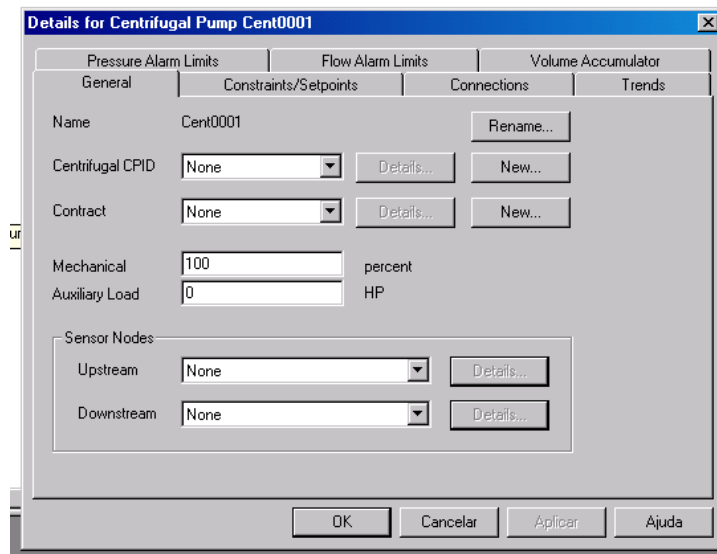 Details for Centrifugal Pump Cent0001
Pressure Alarm Limits Flow Alarm Limits Volume Accumulator
General Constraints/Setpoints Connections Trends
Name Cent0001 Rename...
Centrifugal CPID None Details... New...
Contract None Details... New...
Mechanical 100 percent
Auxiliary Load 0 HP
Sensor Nodes
Upstream None Details...
Downstream None Details...
OK Cancelar Aplicar Ajuda